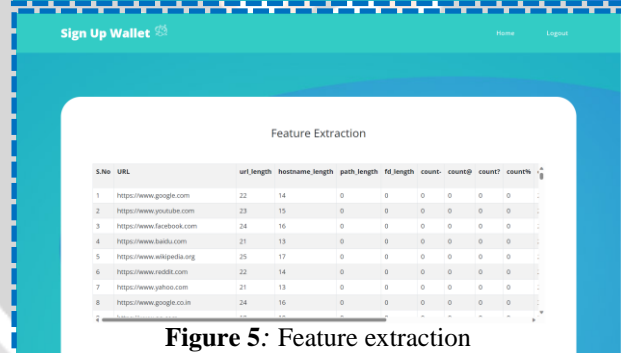 Sign Up Wallet
Home Logout
Feature Extraction
S.No URL url_length hostname_length path_length fd_length count- count@ count? count%
1 https://www.google.com 22 14 0 0 0 0 0 0
2 https://www.youtube.com 23 15 0 0 0 0 0 0
3 https://www.facebook.com 24 16 0 0 0 0 0 0
4 https://www.baidu.com 21 13 0 0 0 0 0 0
5 https://www.wikipedia.org 25 17 0 0 0 0 0 0
6 https://www.reddit.com 22 14 0 0 0 0 0 0
7 https://www.yahoo.com 21 13 0 0 0 0 0 0
8 https://www.google.co.in 24 16 0 0 0 0 0 0
Figure 5: Feature extraction